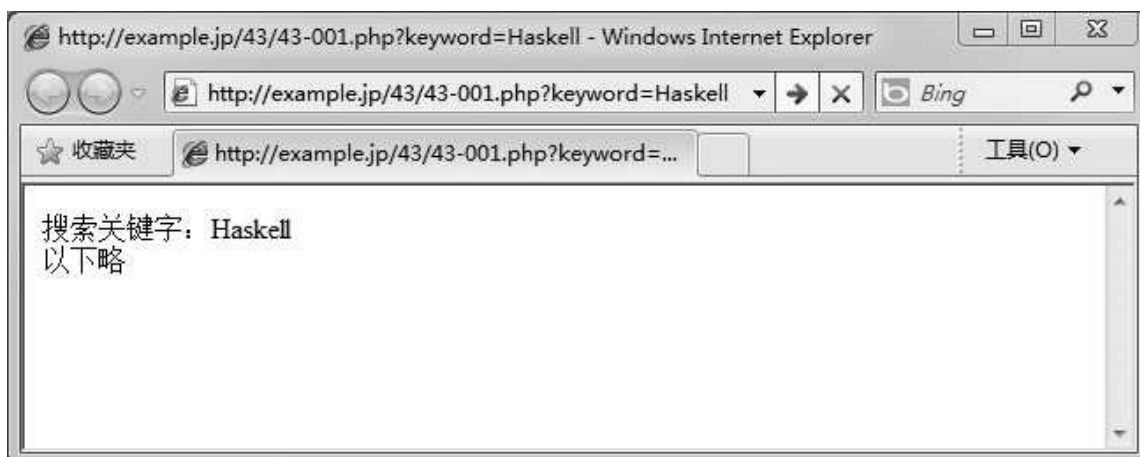 http://example.jp/43/43-001.php?keyword=Haskell - Windows Internet Explorer
http://example.jp/43/43-001.php?keyword=Haskell
Bing
收藏夹
http://example.jp/43/43-001.php?keyword=...
工具(O)
搜索关键字：Haskell
以下略